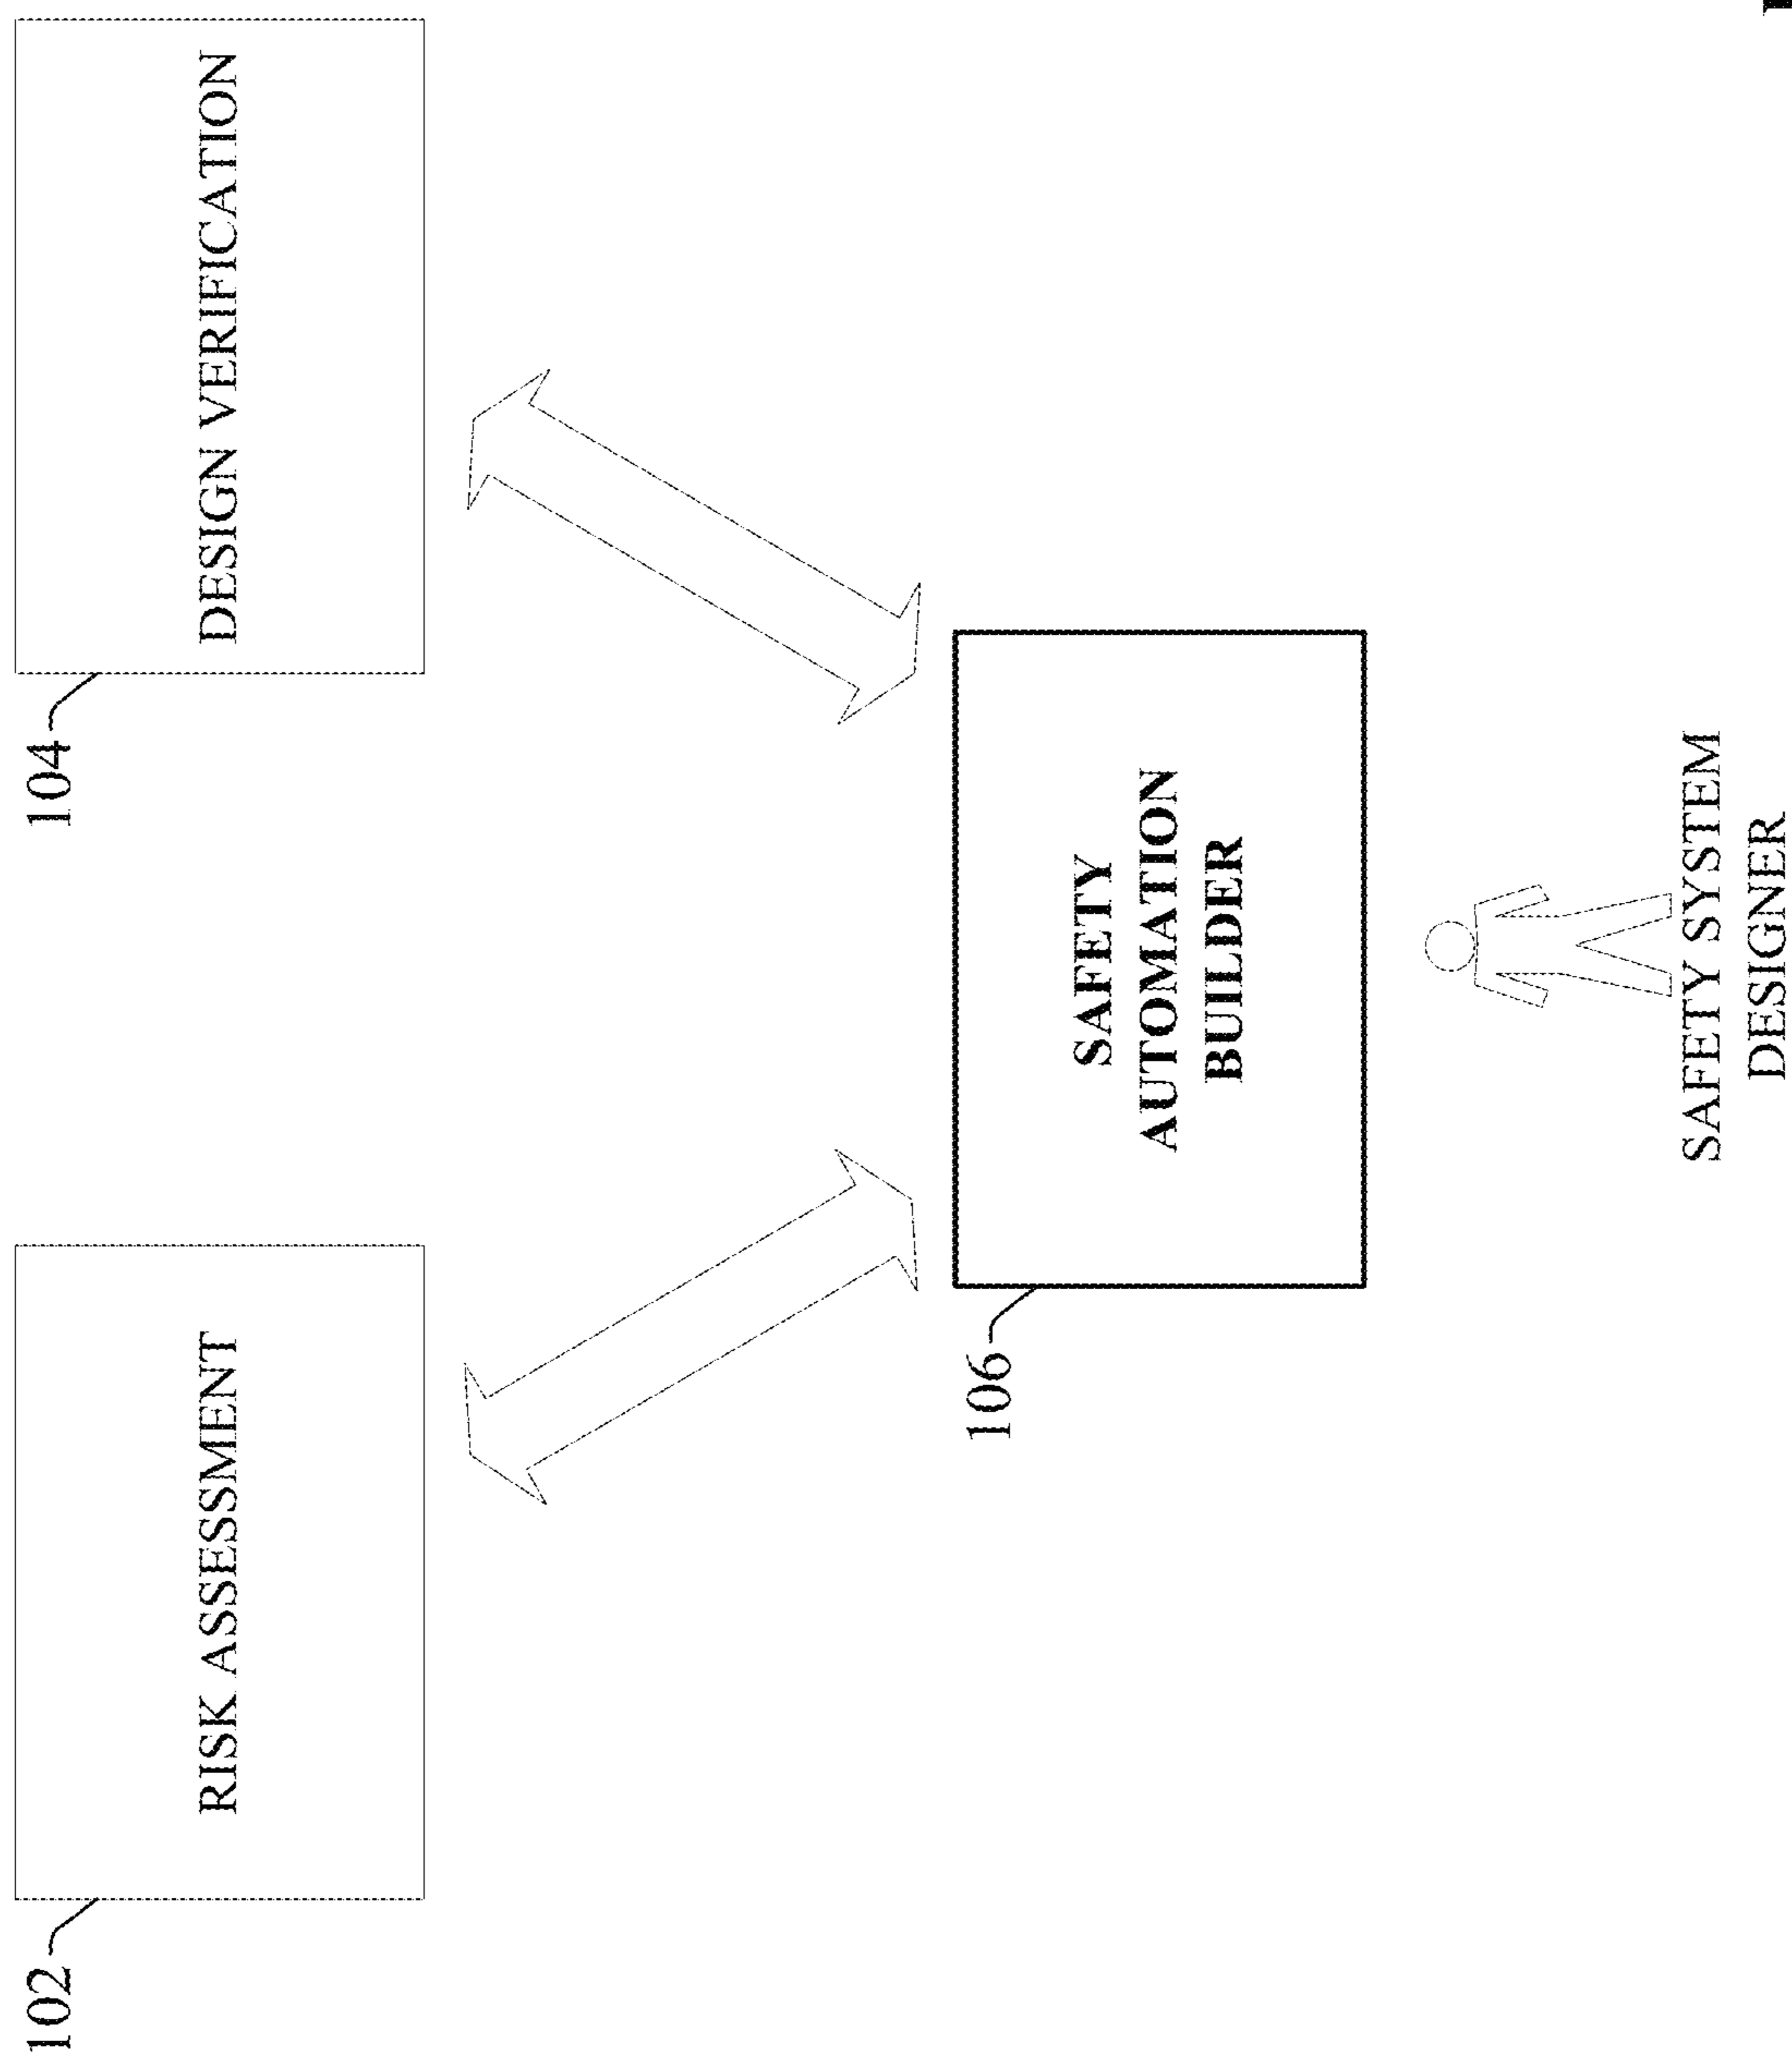 102
RISK ASSESSMENT
104
DESIGN VERIFICATION
106
SAFETY
AUTOMATION
BUILDER
SAFETY SYSTEM
DESIGNER